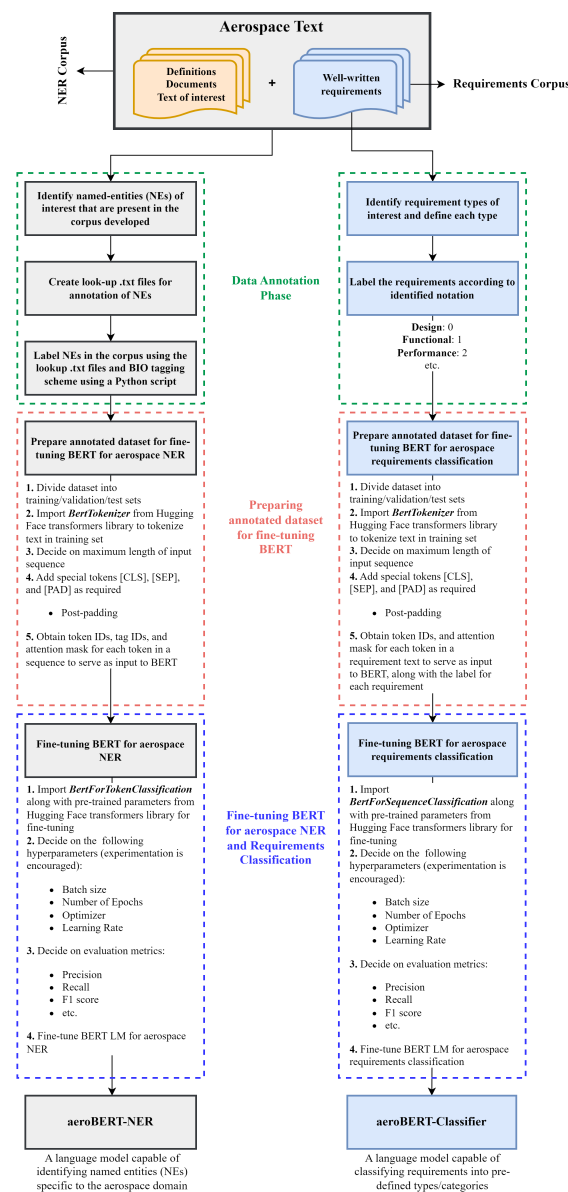 Aerospace Text
NER Corpus
Definitions
Documents
Text of interest
+
Well-written
requirements
Requirements Corpus
Identify named-entities (NEs) of
interest that are present in the
corpus developed
Create look-up .txt files for
annotation of NEs
Label NEs in the corpus using the
lookup .txt files and BIO tagging
scheme using a Python script
Data Annotation
Phase
Identify requirement types of
interest and define each type
Label the requirements according to
identified notation
Design: 0
Functional: 1
Performance: 2
etc.
Prepare annotated dataset for fine-
tuning BERT for aerospace NER
1. Divide dataset into
training/validation/test sets
2. Import BertTokenizer from Hugging
Face transformers library to tokenize
text in training set
3. Decide on maximum length of input
sequence
4. Add special tokens [CLS], [SEP],
and [PAD] as required
• Post-padding
5. Obtain token IDs, tag IDs, and
attention mask for each token in a
sequence to serve as input to BERT
Preparing
annotated dataset
for fine-tuning
BERT
Prepare annotated dataset for fine-
tuning BERT for aerospace
requirements classification
1. Divide dataset into
training/validation/test sets
2. Import BertTokenizer from
Hugging Face transformers library
to tokenize text in training set
3. Decide on maximum length of
input sequence
4. Add special tokens [CLS],
[SEP], and [PAD] as required
• Post-padding
5. Obtain token IDs, and attention
mask for each token in a
requirement text to serve as input
to BERT, along with the label for
each requirement
Fine-tuning BERT for aerospace
NER
1. Import BertForTokenClassification
along with pre-trained parameters from
Hugging Face transformers library for
fine-tuning
2. Decide on the following
hyperparameters (experimentation is
encouraged):
• Batch size
• Number of Epochs
• Optimizer
• Learning Rate
3. Decide on evaluation metrics:
• Precision
• Recall
• F1 score
• etc.
4. Fine-tune BERT LM for aerospace
NER
Fine-tuning BERT
for aerospace NER
and Requirements
Classification
Fine-tuning BERT for aerospace
requirements classification
1. Import
BertForSequenceClassification along
with pre-trained parameters from
Hugging Face transformers library for
fine-tuning
2. Decide on the following
hyperparameters (experimentation is
encouraged):
• Batch size
• Number of Epochs
• Optimizer
• Learning Rate
3. Decide on evaluation metrics:
• Precision
• Recall
• F1 score
• etc.
4. Fine-tune BERT LM for aerospace
requirements classification
aeroBERT-NER
A language model capable of
identifying named entities (NEs)
specific to the aerospace domain
aeroBERT-Classifier
A language model capable of
classifying requirements into pre-
defined types/categories